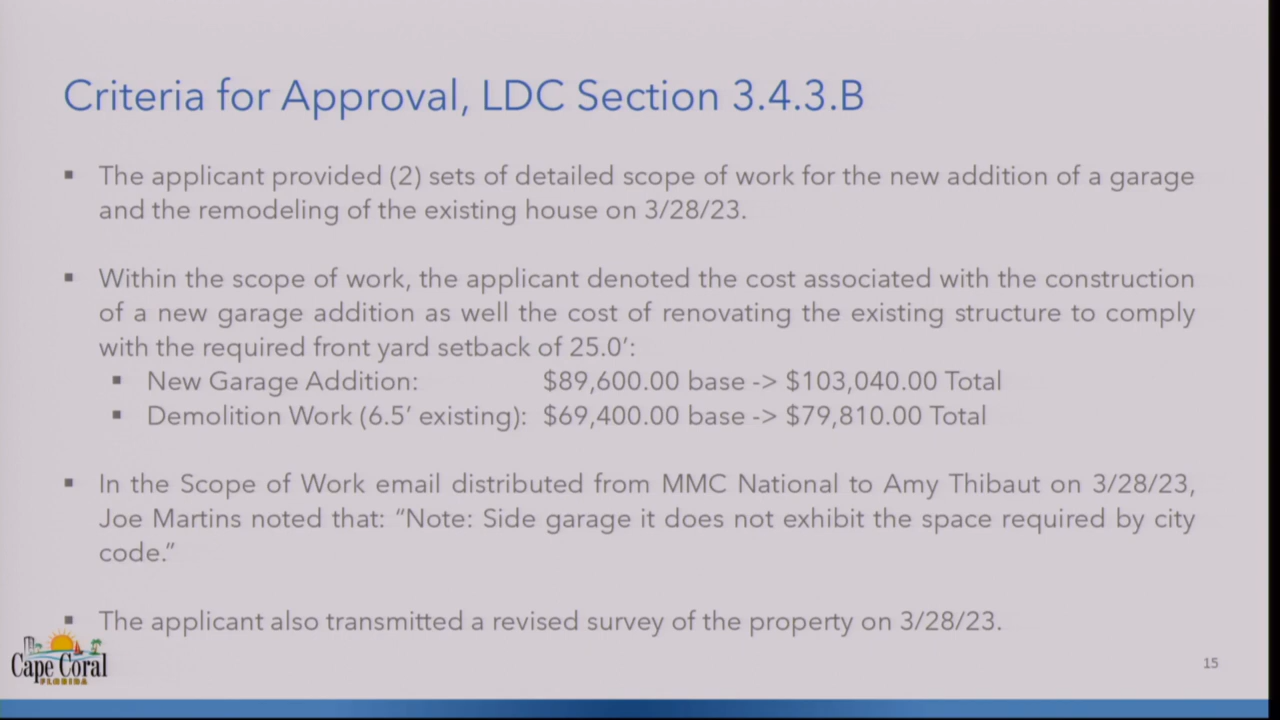 Criteria for Approval, LDC Section 3.4.3.B
▪ The applicant provided (2) sets of detailed scope of work for the new addition of a garage
and the remodeling of the existing house on 3/28/23.
▪ Within the scope of work, the applicant denoted the cost associated with the construction
of a new garage addition as well the cost of renovating the existing structure to comply
with the required front yard setback of 25.0’:
▪ New Garage Addition: $89,600.00 base -> $103,040.00 Total
▪ Demolition Work (6.5’ existing): $69,400.00 base -> $79,810.00 Total
▪ In the Scope of Work email distributed from MMC National to Amy Thibaut on 3/28/23,
Joe Martins noted that: “Note: Side garage it does not exhibit the space required by city
code.”
▪ The applicant also transmitted a revised survey of the property on 3/28/23.
Cape Coral
FLORIDA
15